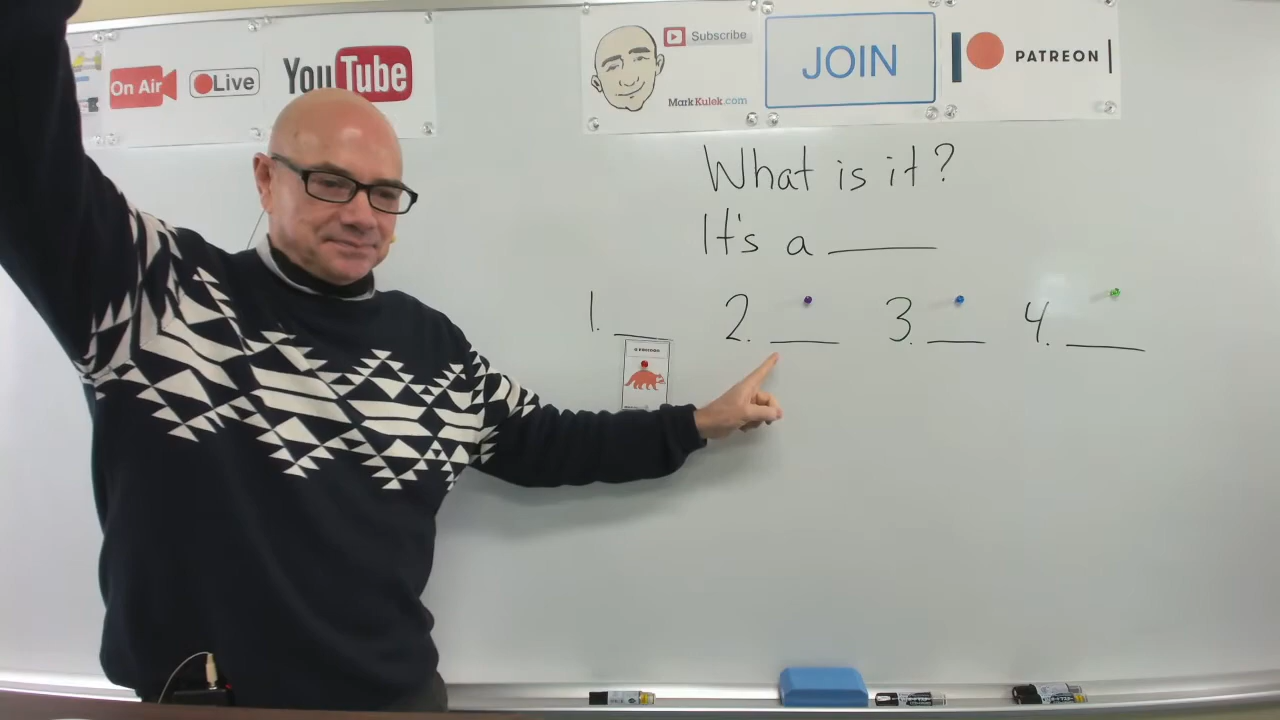 On Air
Live
YouTube
Subscribe
MarkKulek.com
JOIN
PATREON
What is it?
It's a
1.
2.
3.
4.